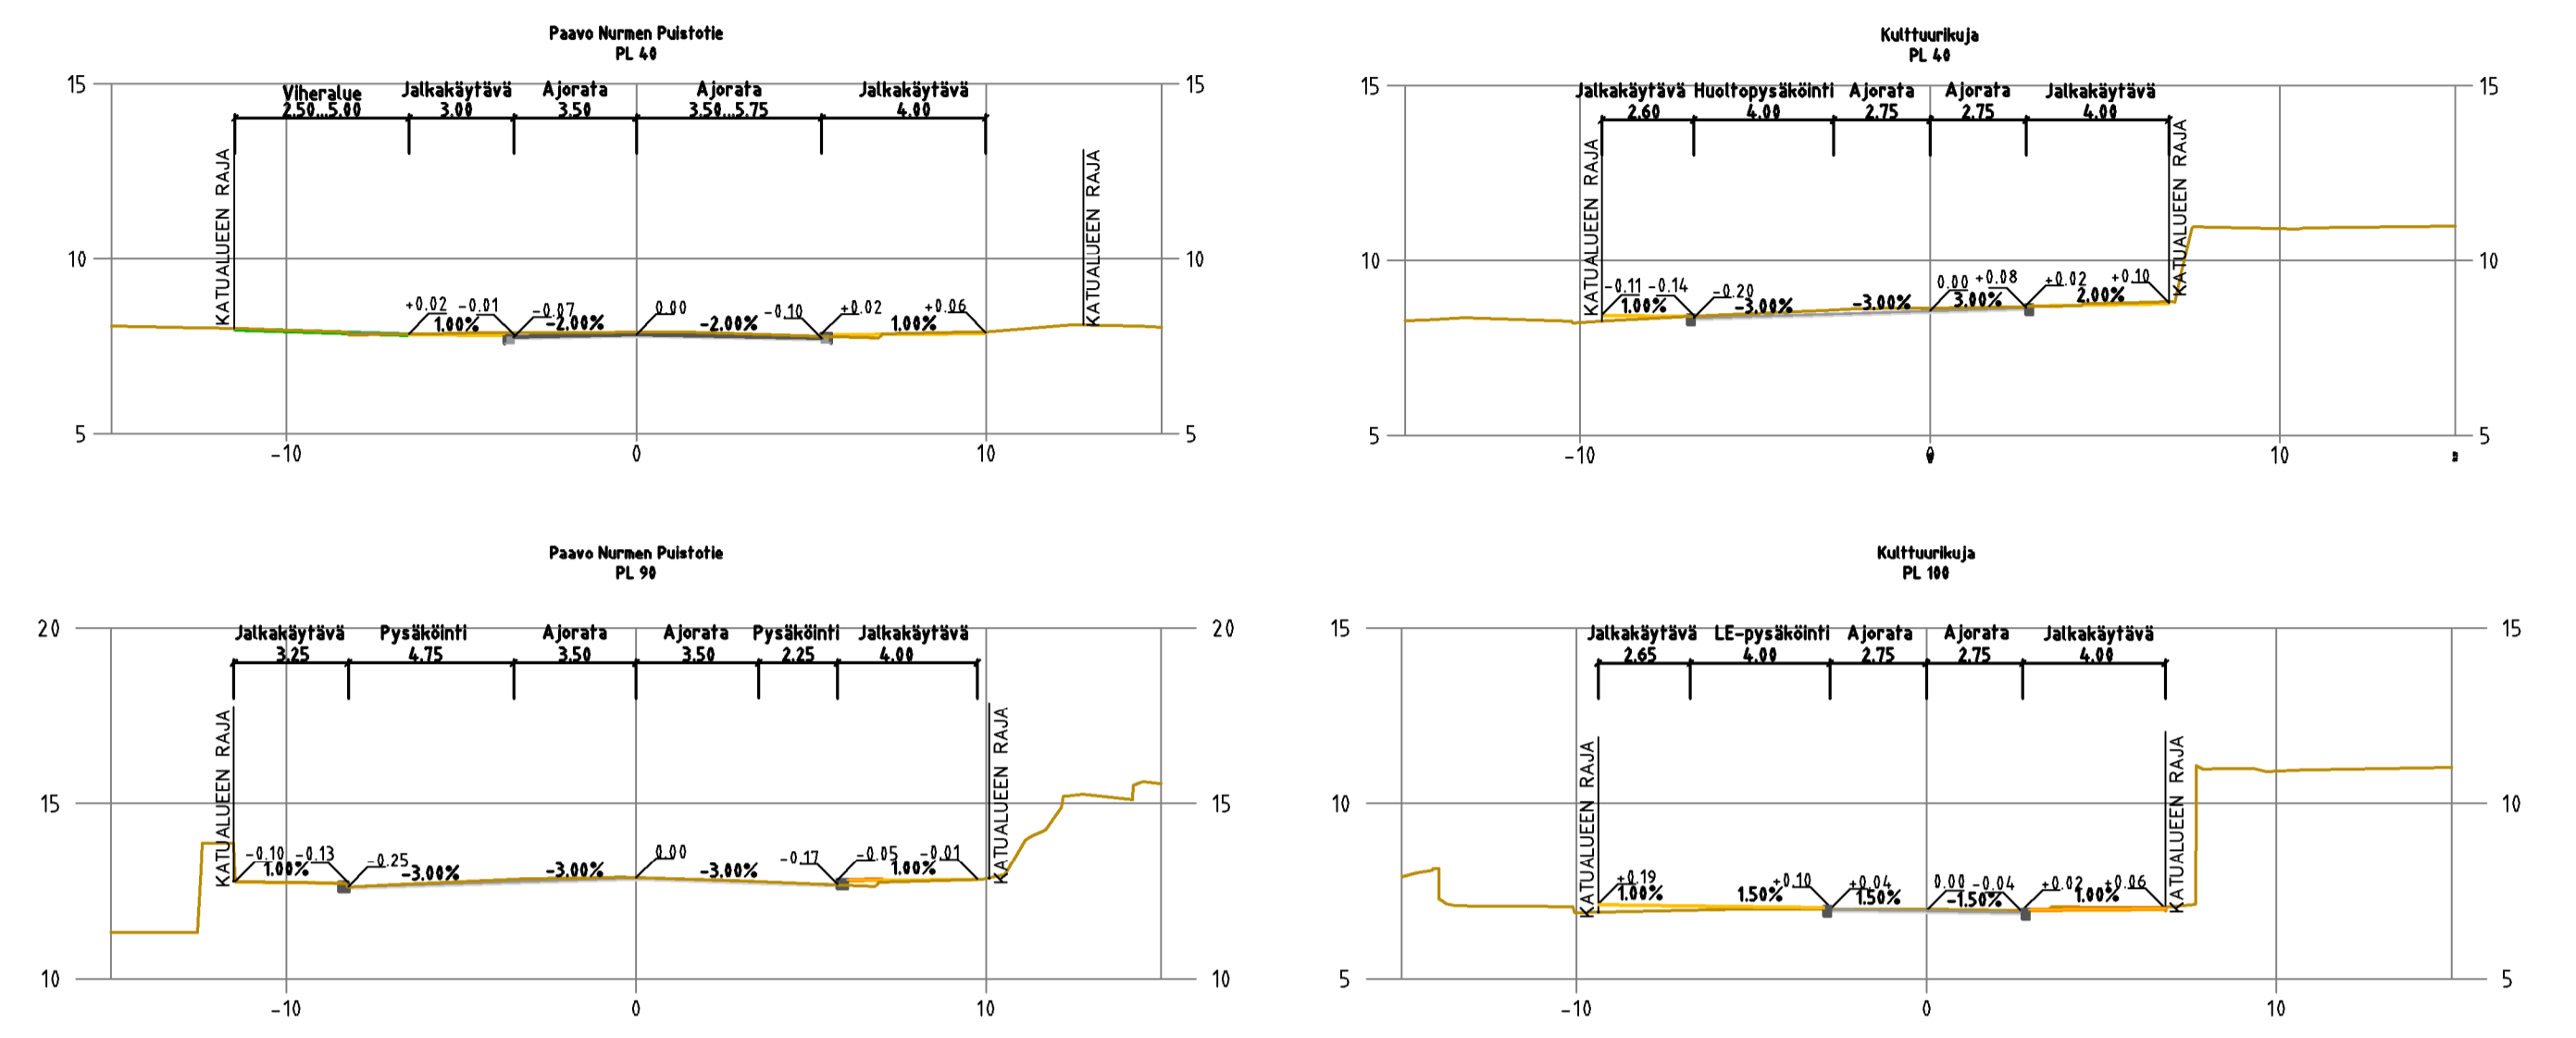 Paavo Nurmen Puistotie
PL 40
15 15
Viheralue Jalkakäytävä Ajorata Ajorata Jalkakäytävä
2.50...5.00 3.00 3.50 3.50...5.75 4.00
KATUALUEEN RAJA
KATUALUEEN RAJA
10 10
+0.02 -0.01 -0.07 0.00 -0.10 +0.02 +0.06
1.00% -2.00% -2.00% 1.00%
5 5
-10 0 10
Kulttuurikuja
PL 40
15 15
Jalkakäytävä Huoltopysäköinti Ajorata Ajorata Jalkakäytävä
2.60 4.00 2.75 2.75 4.00
KATUALUEEN RAJA
KATUALUEEN RAJA
10 10
-0.11 -0.14 -0.20 0.00 +0.08 +0.02 +0.10
1.00% -3.00% -3.00% 3.00% 2.00%
5 5
-10 0 10
Paavo Nurmen Puistotie
PL 90
20 20
Jalkakäytävä Pysäköinti Ajorata Ajorata Pysäköinti Jalkakäytävä
3.25 4.75 3.50 3.50 2.25 4.00
KATUALUEEN RAJA
KATUALUEEN RAJA
15 15
-0.10 -0.13 -0.25 0.00 -0.17 -0.05 -0.01
1.00% -3.00% -3.00% -3.00% 1.00%
10 10
-10 0 10
Kulttuurikuja
PL 100
15 15
Jalkakäytävä LE-pysäköinti Ajorata Ajorata Jalkakäytävä
2.65 4.00 2.75 2.75 4.00
KATUALUEEN RAJA
KATUALUEEN RAJA
10 10
+0.19 +0.10 +0.04 0.00 -0.04 +0.02 +0.06
1.00% 1.50% 1.50% -1.50% 1.00%
5 5
-10 0 10